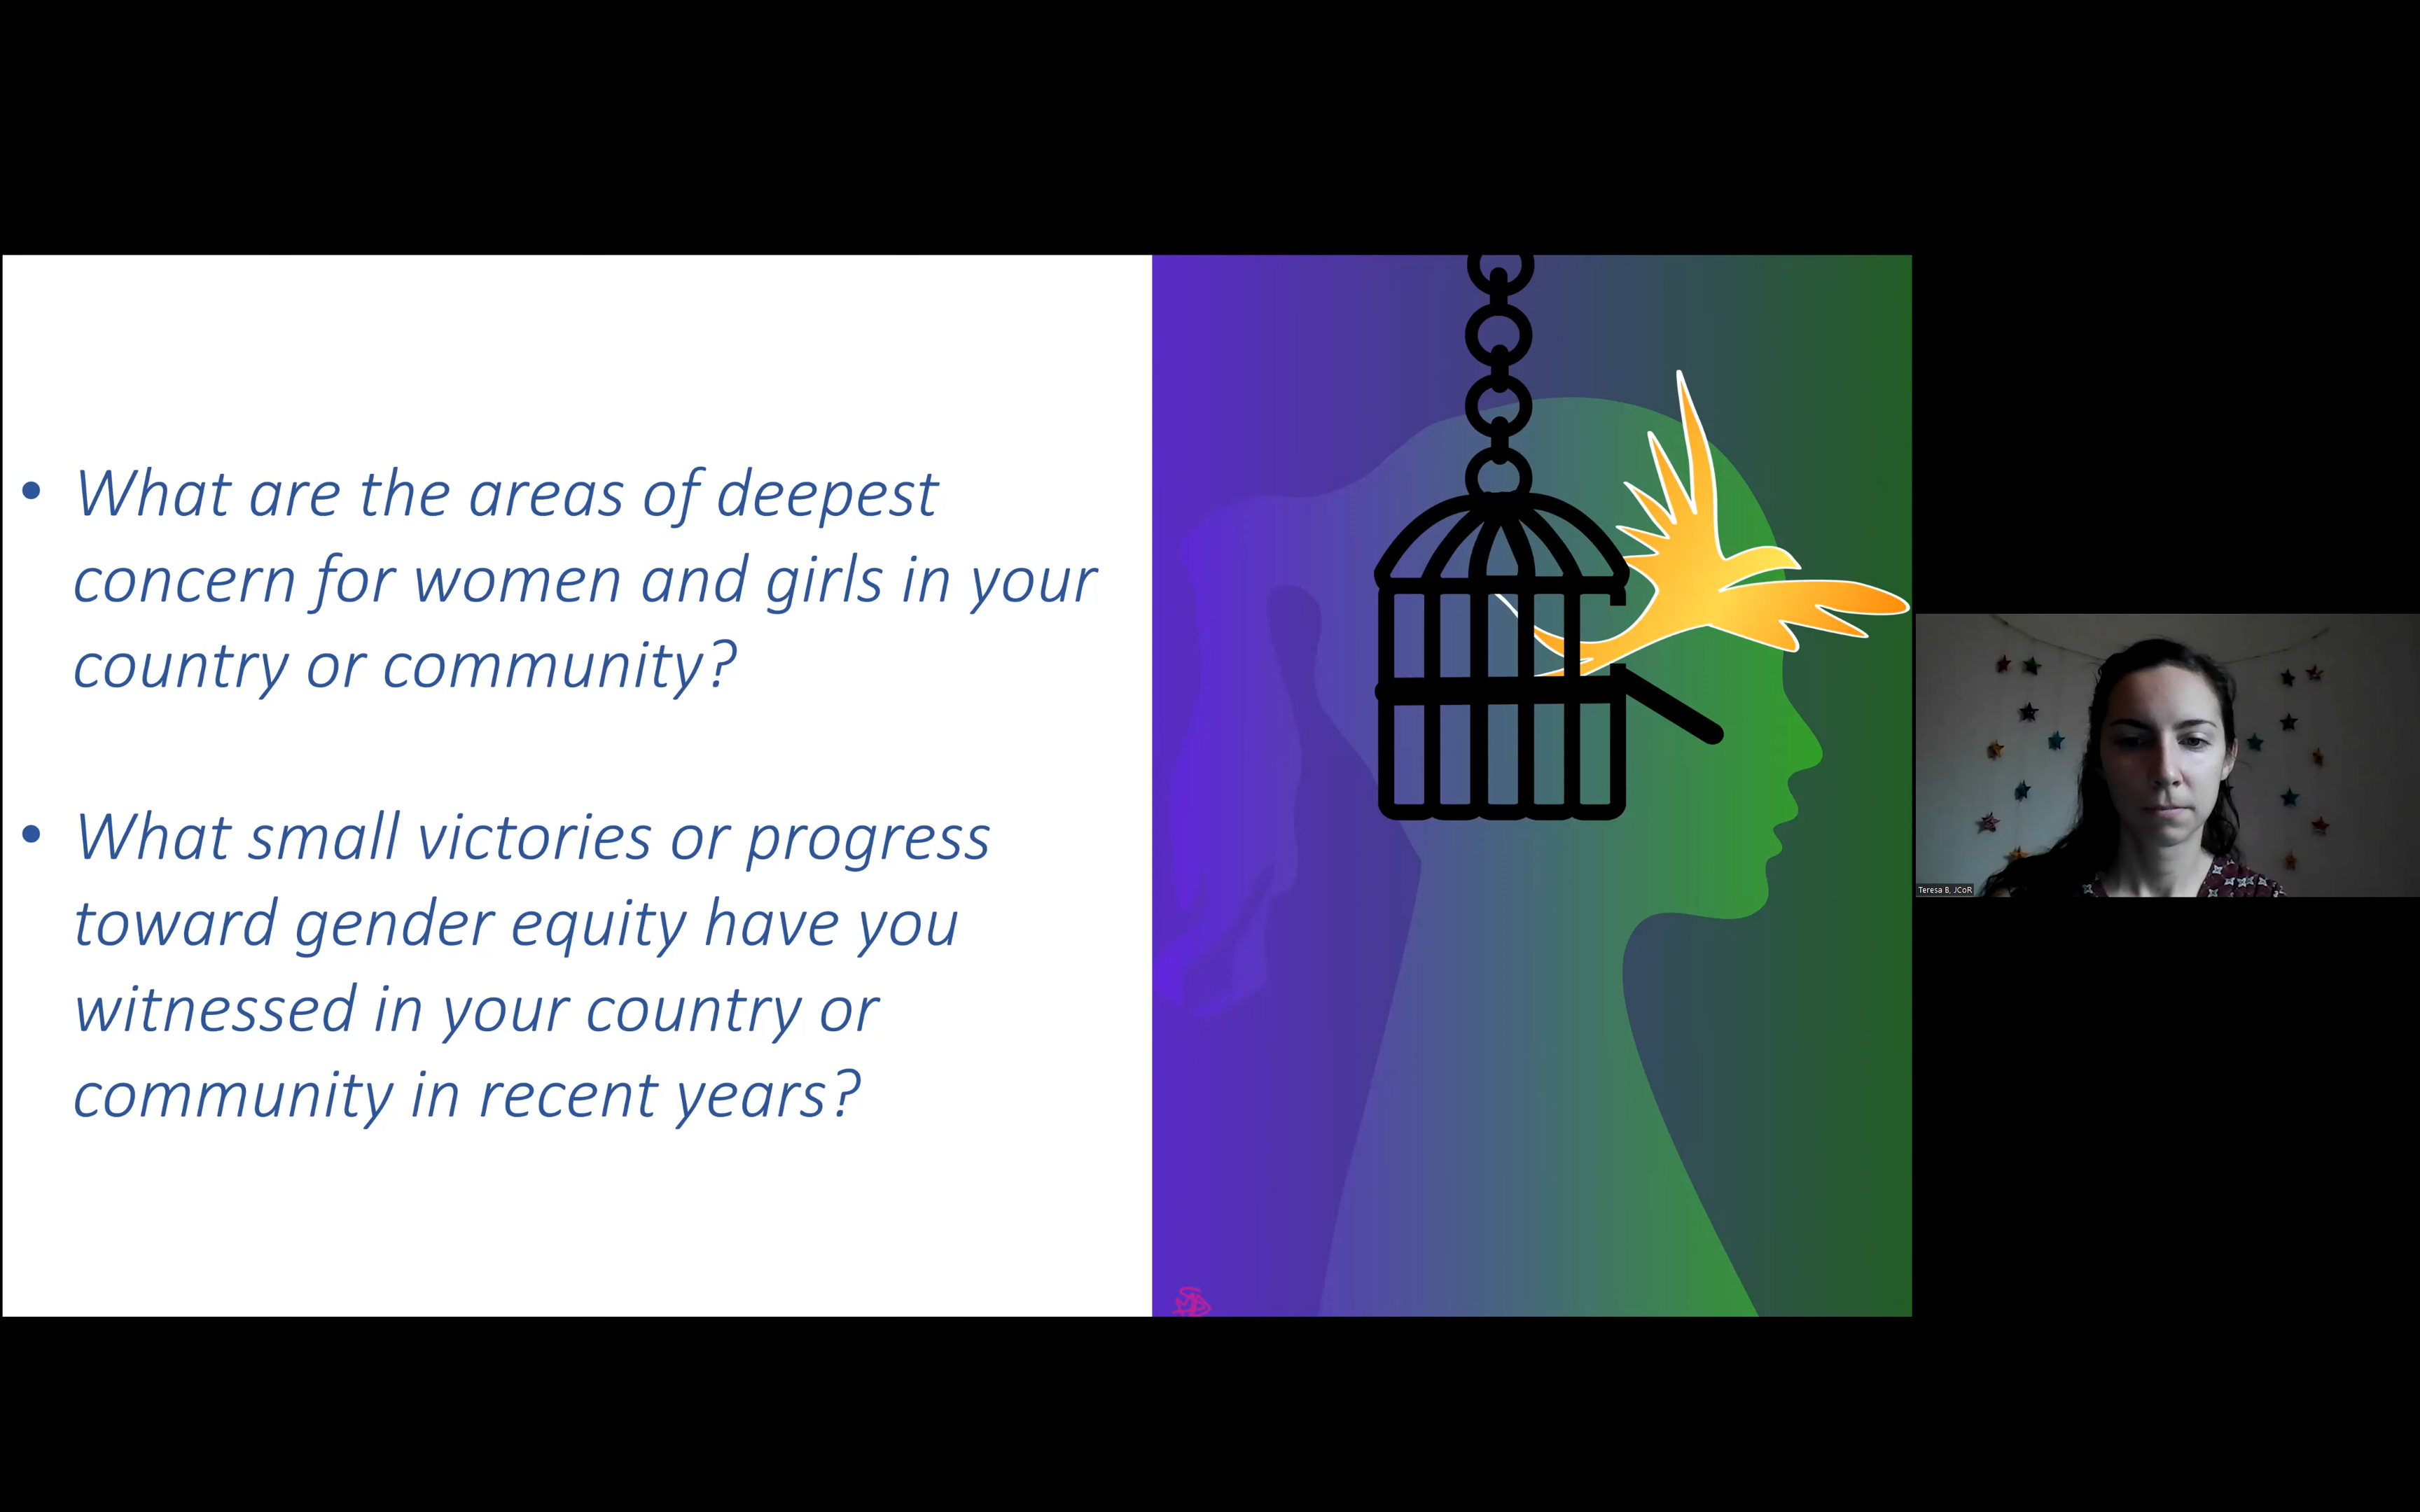 • What are the areas of deepest
concern for women and girls in your
country or community?
• What small victories or progress
toward gender equity have you
witnessed in your country or
community in recent years?
Teresa B, JCoR